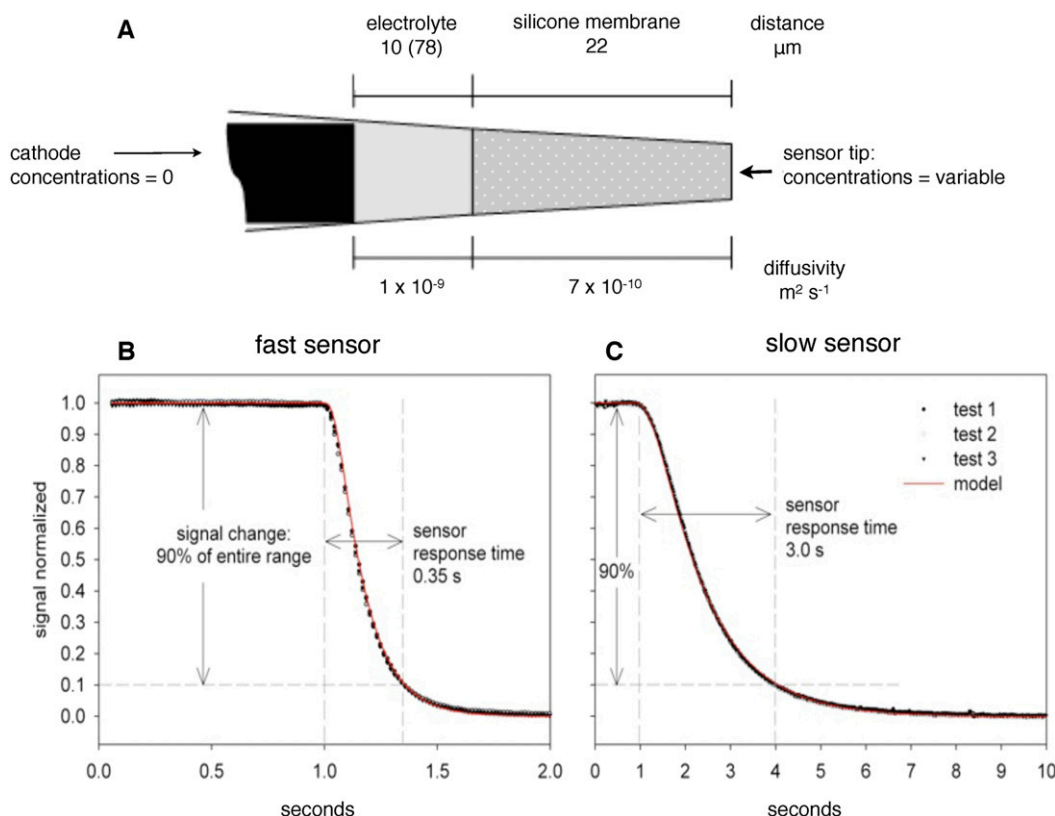 A
electrolyte
10 (78)
silicone membrane
22
distance
µm
cathode
concentrations = 0
sensor tip:
concentrations = variable
1 x 10⁻⁹
7 x 10⁻¹⁰
diffusivity
m² s⁻¹
B
fast sensor
signal normalized
1.0
0.9
0.8
0.7
0.6
0.5
0.4
0.3
0.2
0.1
0.0
signal change:
90% of entire range
sensor
response time
0.35 s
0.0 0.5 1.0 1.5 2.0
seconds
C
slow sensor
test 1
test 2
test 3
model
sensor
response time
3.0 s
90%
0 1 2 3 4 5 6 7 8 9 10
seconds